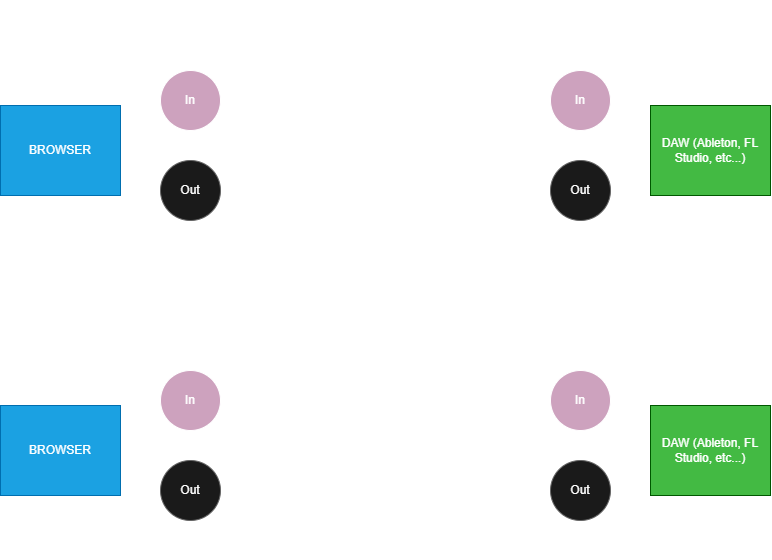 In
In
BROWSER
DAW (Ableton, FL
Studio, etc...)
Out
Out
In
In
BROWSER
DAW (Ableton, FL
Studio, etc...)
Out
Out